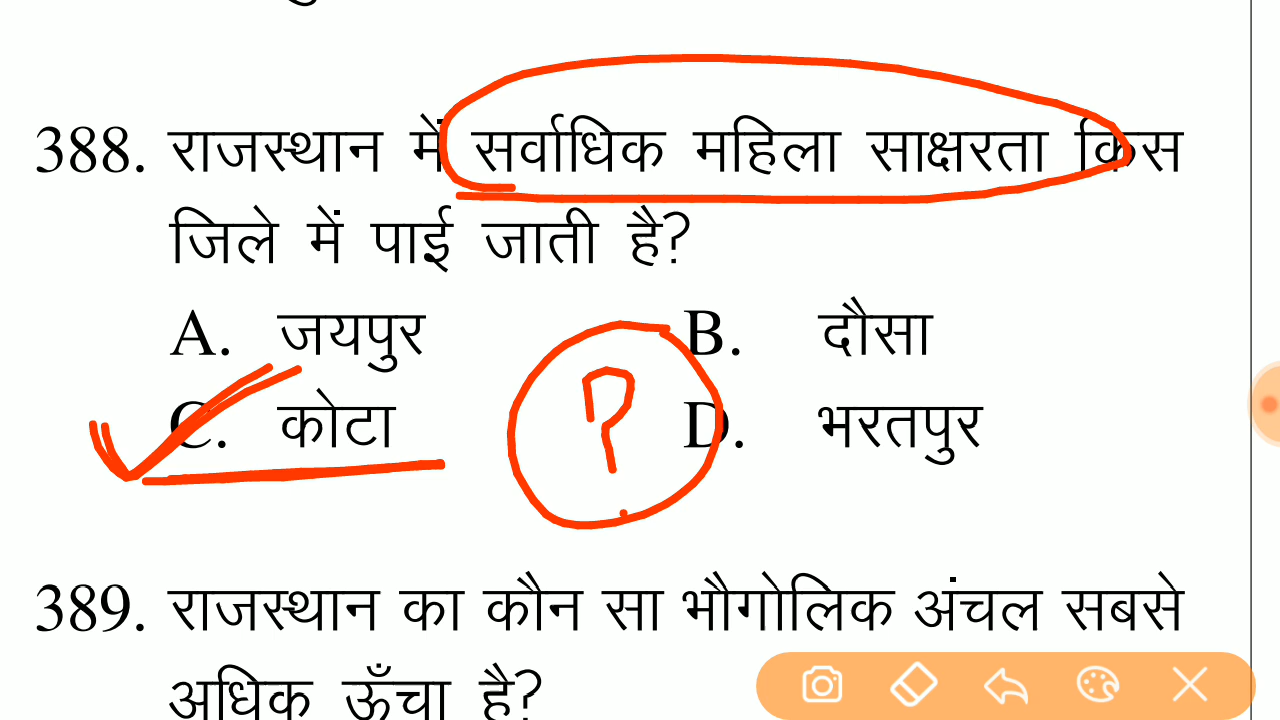 388. राजस्थान में सर्वाधिक महिला साक्षरता किस
जिले में पाई जाती है?
A. जयपुर B. दौसा
C. कोटा D. भरतपुर
?
389. राजस्थान का कौन सा भौगोलिक अंचल सबसे
अधिक ऊँचा है?